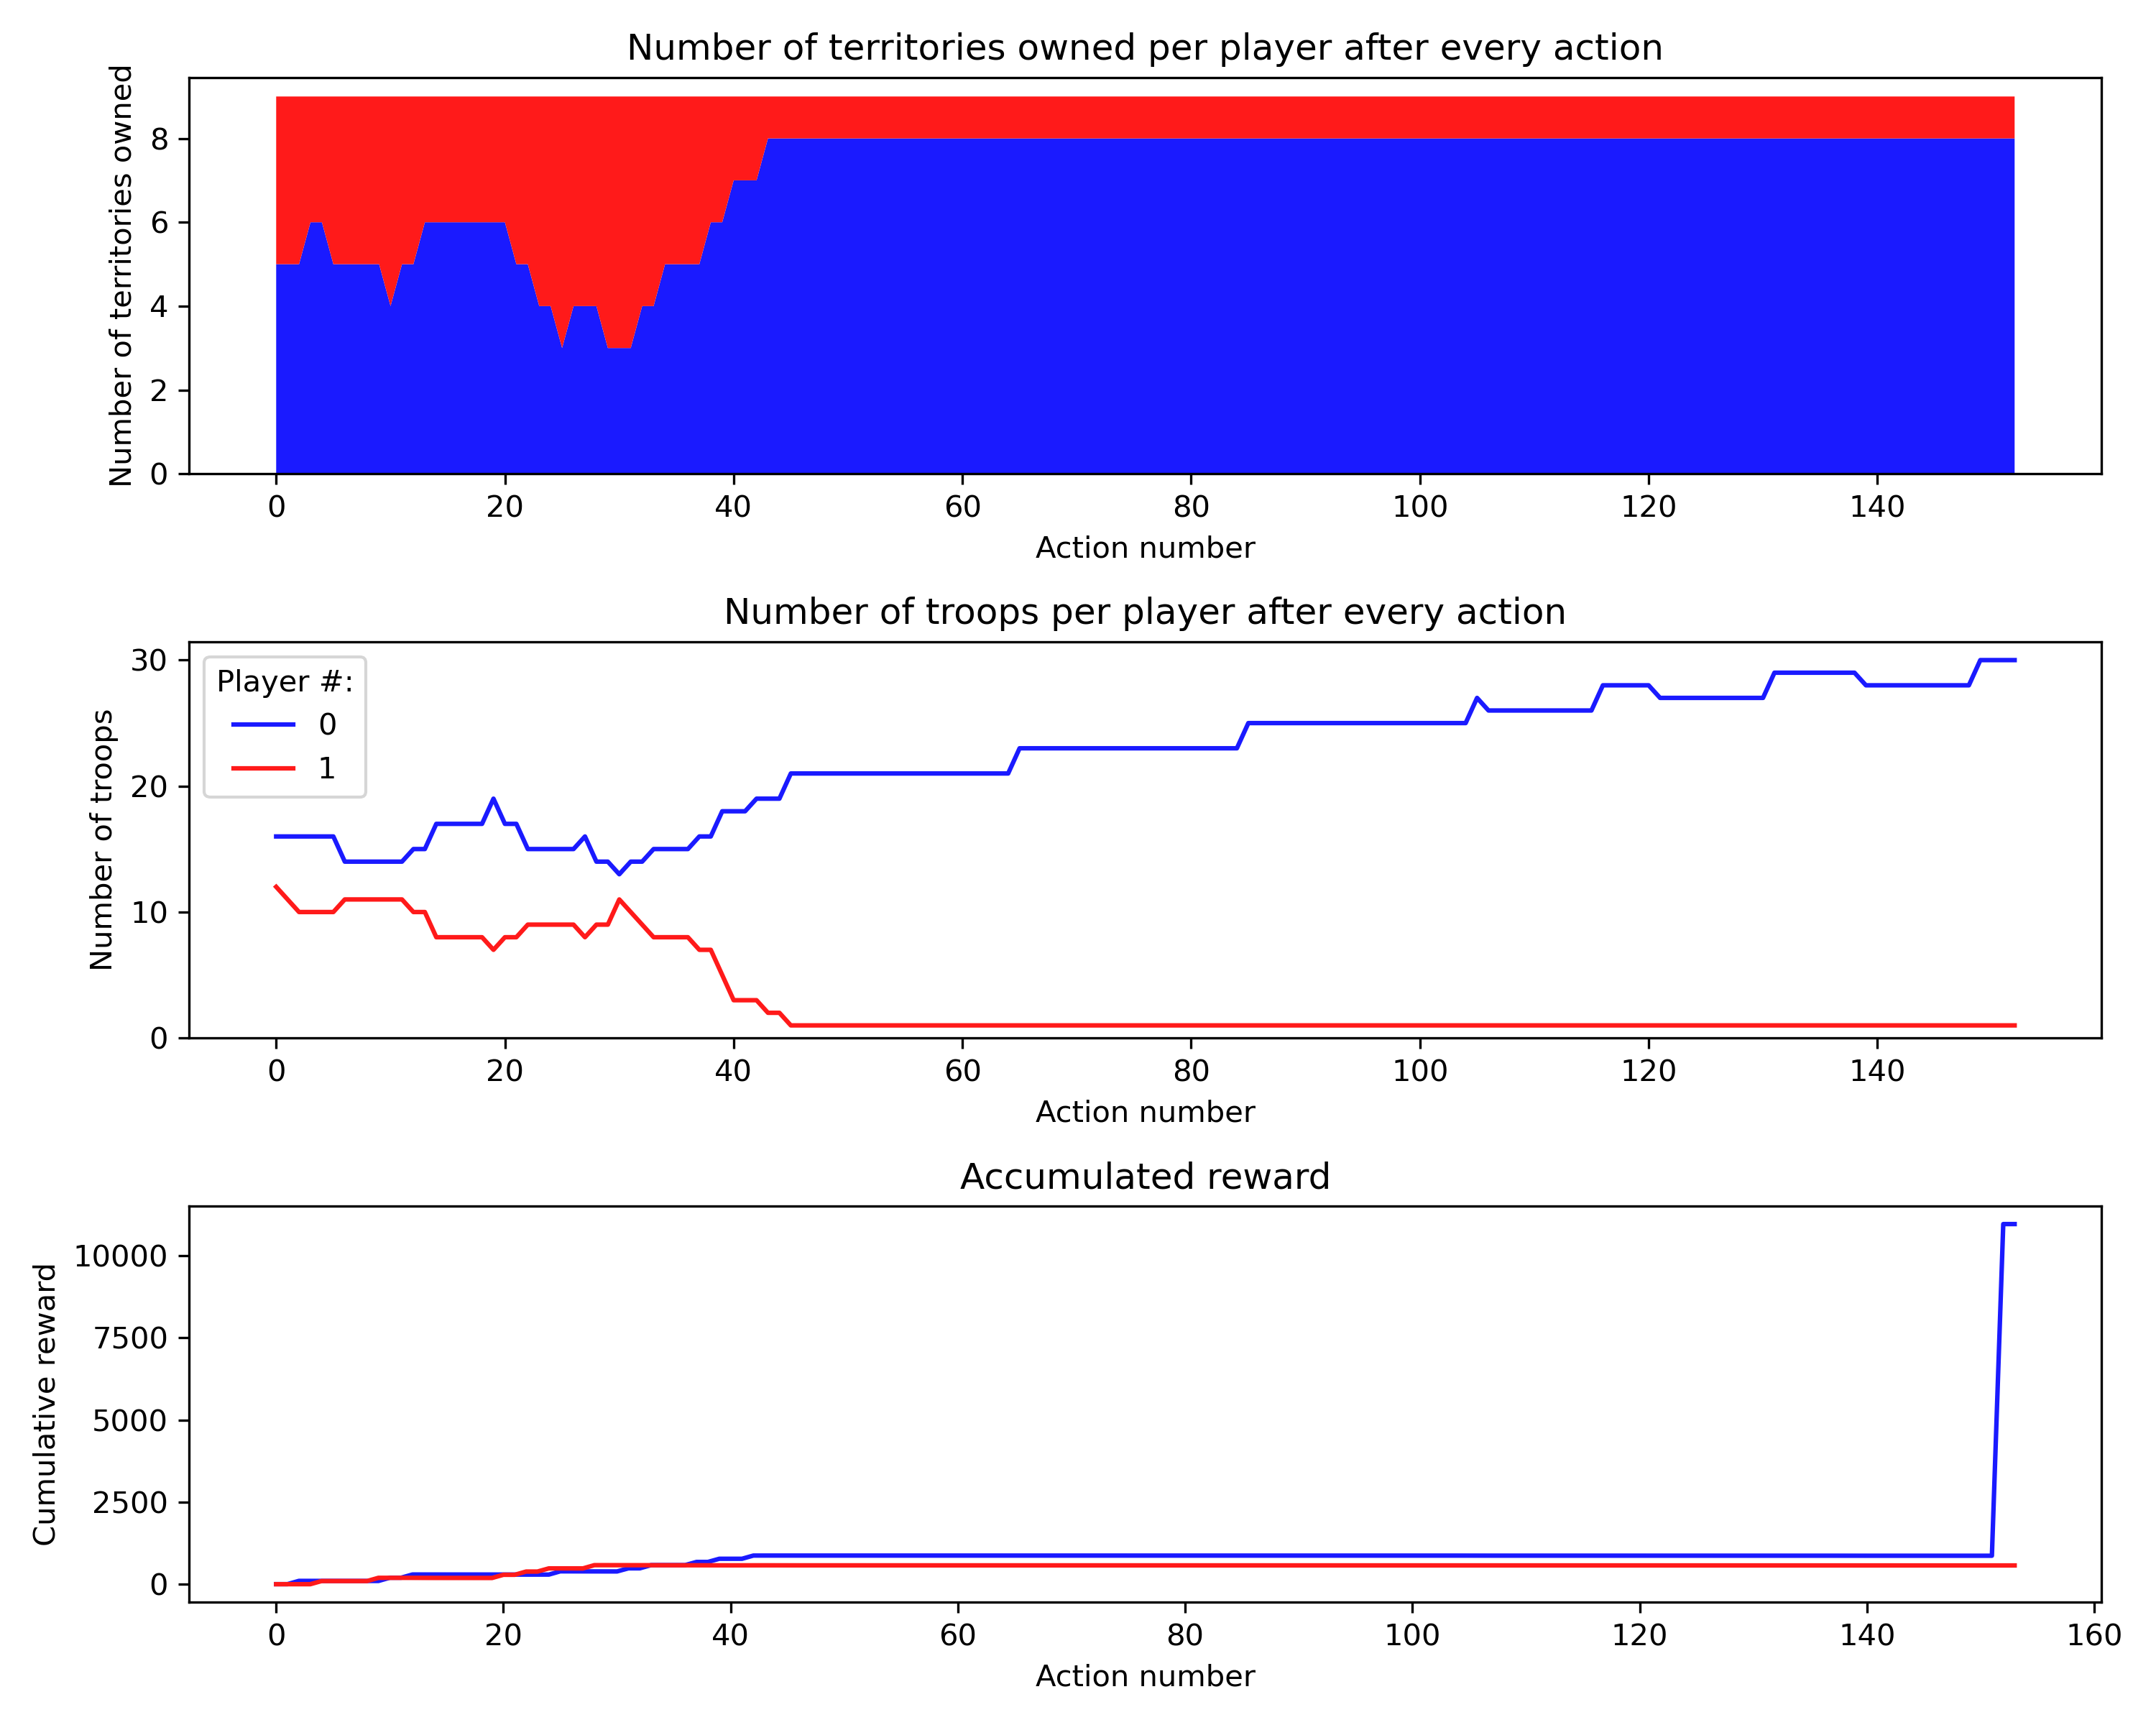 Number of territories owned per player after every action
Number of territories owned
8
6
4
2
0
0 20 40 60 80 100 120 140
Action number
Number of troops per player after every action
Number of troops
30
20
10
0
Player #:
0
1
0 20 40 60 80 100 120 140
Action number
Accumulated reward
Cumulative reward
10000
7500
5000
2500
0
0 20 40 60 80 100 120 140 160
Action number